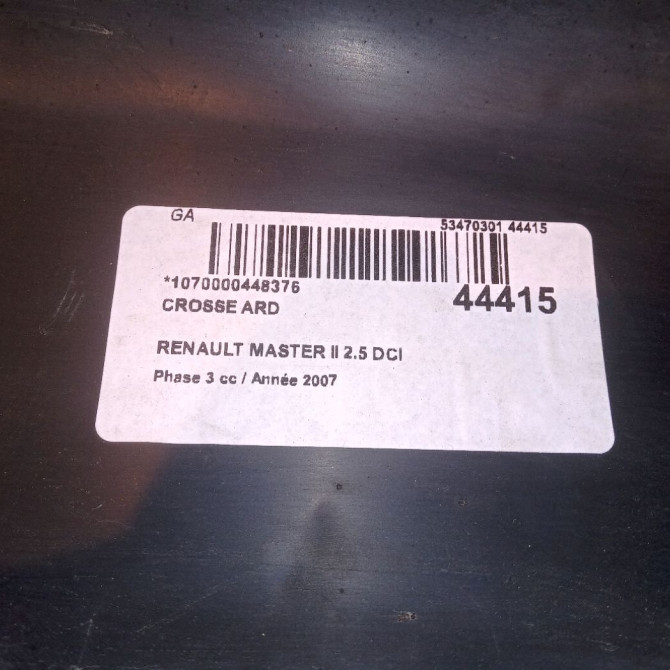 GA
53470301 44415
*1070000448376
44415
CROSSE ARD
RENAULT MASTER II 2.5 DCI
Phase 3 cc / Année 2007